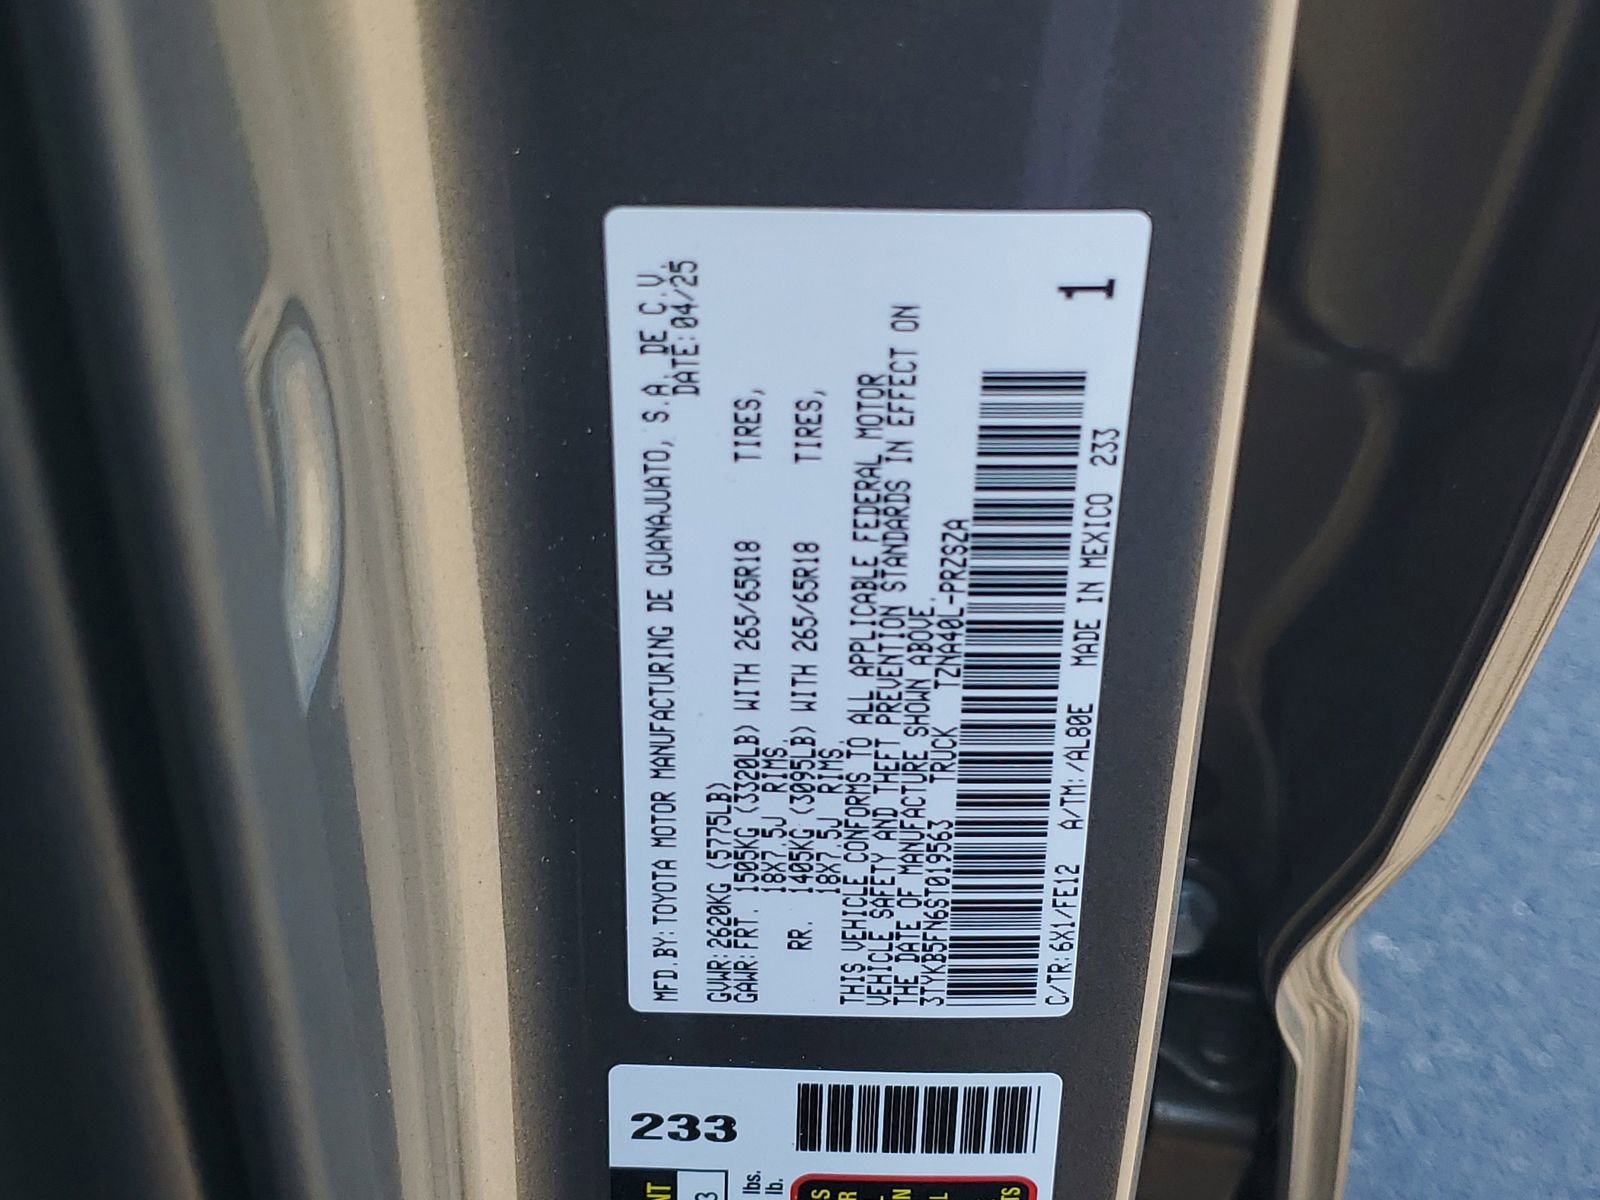 MFD.BY:TOYOTA MOTOR MANUFACTURING DE GUANAJUATO, S.A. DE C.V.
DATE:04/25
GVWR:2620KG (5775LB)
GAWR:FRT. 1505KG (3320LB) WITH 265/65R18 TIRES,
18X7.5J RIMS,
RR. 1405KG (3095LB) WITH 265/65R18 TIRES,
18X7.5J RIMS,
THIS VEHICLE CONFORMS TO ALL APPLICABLE FEDERAL MOTOR
VEHICLE SAFETY AND THEFT PREVENTION STANDARDS IN EFFECT ON
THE DATE OF MANUFACTURE SHOWN ABOVE.
3TYKB5FN6ST019563 TRUCK TZNA40L-PRZSZA
C/TR:6X1/FE12 A/TM:/AL80E MADE IN MEXICO 233
1
233
lbs.
lb.